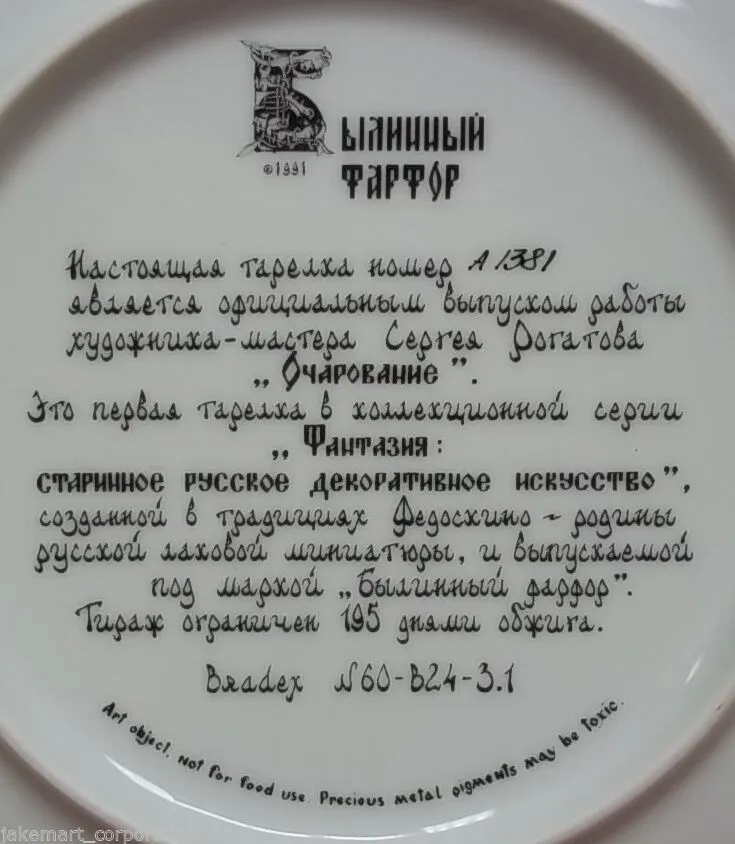 Былинный
©1991 фарфор
Настоящая тарелка номер A1381
является официальным выпуском работы
художника-мастера Сергея Рогатова
„Очарование”.
Это первая тарелка в коллекционной серии
„Фантазия:
старинное русское декоративное искусство”,
созданной в традициях Федоскино - родины
русской лаковой миниатюры, и выпускаемой
под маркой „Былинный фарфор”.
Тираж ограничен 195 днями обжига.
Bradex №60-B24-3.1
Art object, not for food use. Precious metal pigments may be toxic.